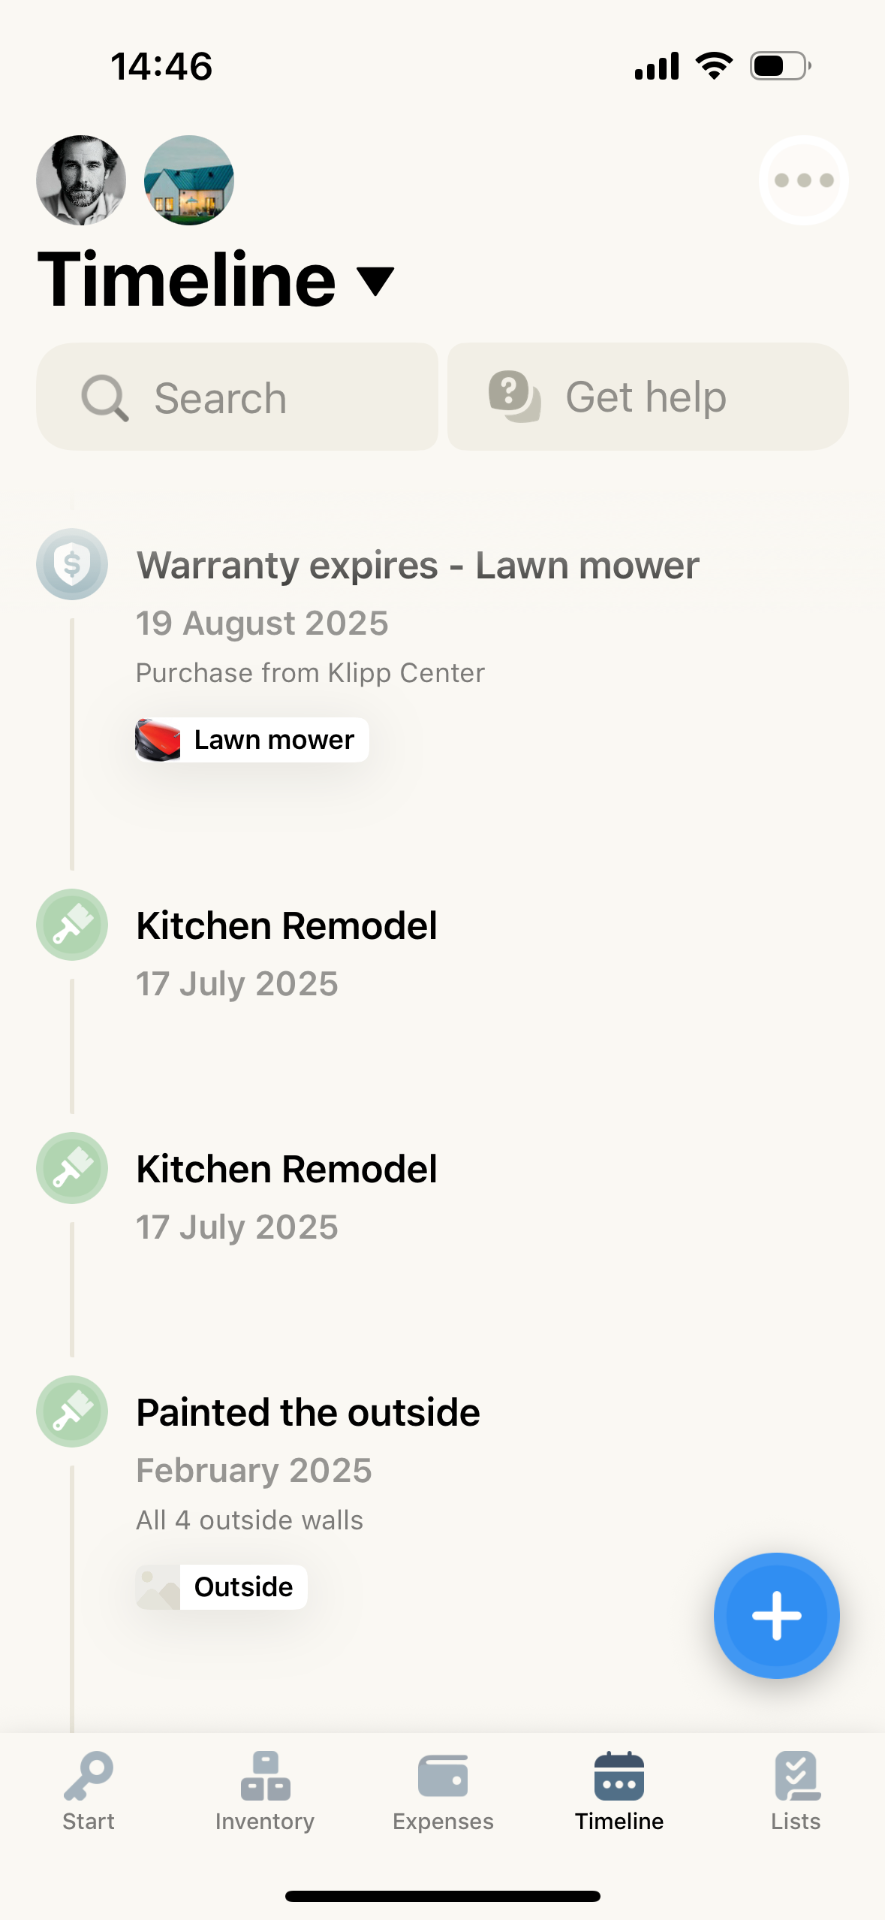 14:46
Timeline
Search
Get help
Warranty expires - Lawn mower
19 August 2025
Purchase from Klipp Center
Lawn mower
Kitchen Remodel
17 July 2025
Kitchen Remodel
17 July 2025
Painted the outside
February 2025
All 4 outside walls
Outside
Start
Inventory
Expenses
Timeline
Lists